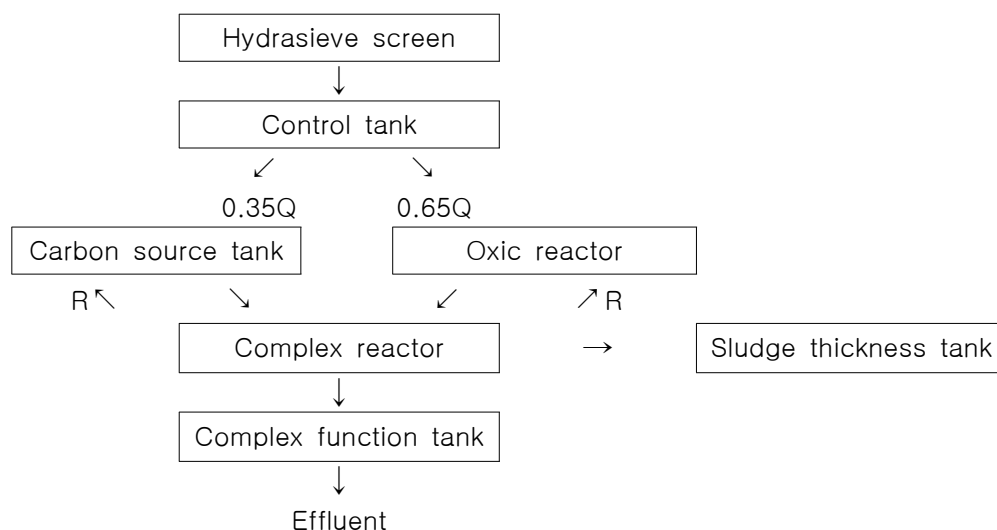 Hydrasieve screen
↓
Control tank
↙ ↘
0.35Q 0.65Q
Carbon source tank Oxic reactor
R↖ ↘ ↙ ↗R
Complex reactor → Sludge thickness tank
↓
Complex function tank
↓
Effluent